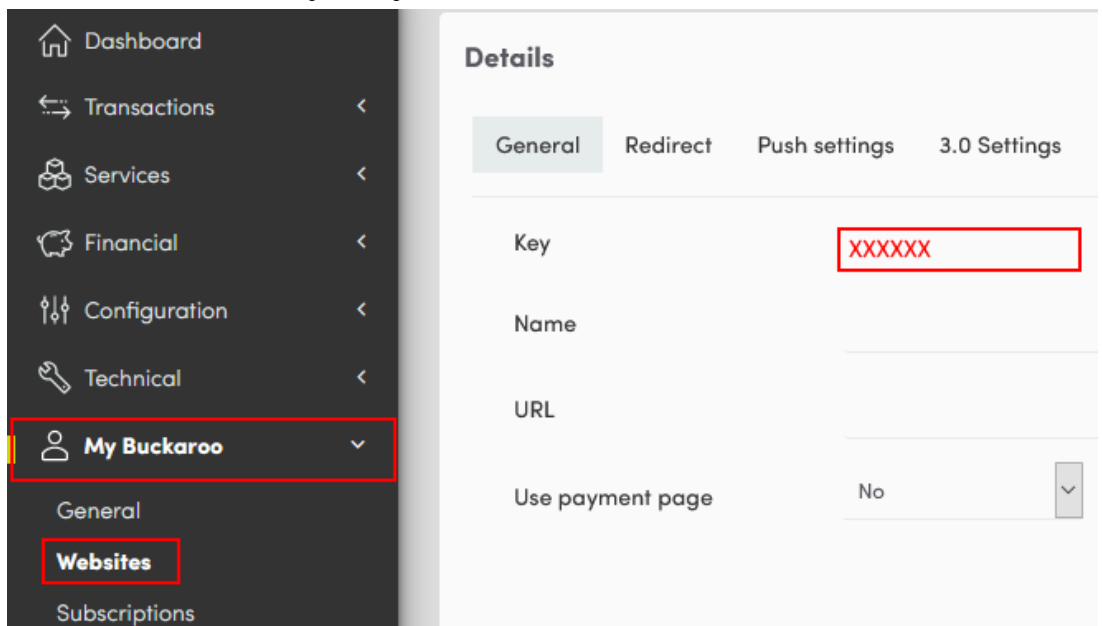 Dashboard
Transactions
Services
Financial
Configuration
Technical
My Buckaroo
General
Websites
Subscriptions
Details
General Redirect Push settings 3.0 Settings
Key XXXXXX
Name
URL
Use payment page No